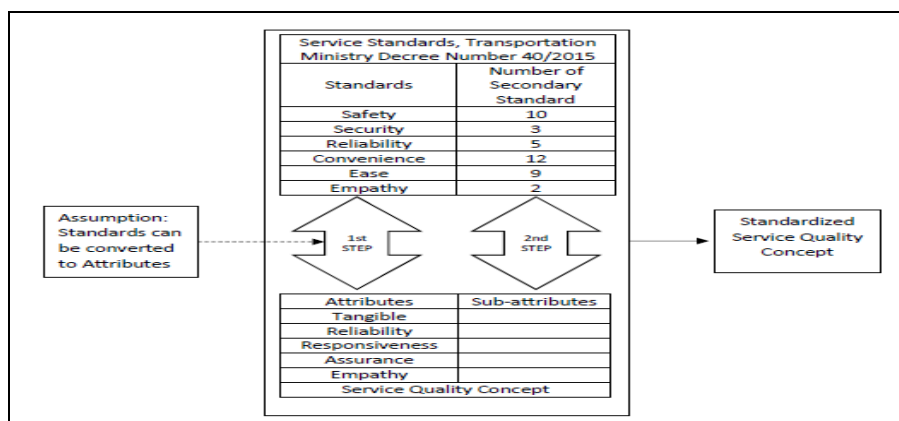 Service Standards, Transportation
Ministry Decree Number 40/2015
Standards
Number of
Secondary
Standard
Safety 10
Security 3
Reliability 5
Convenience 12
Ease 9
Empathy 2
Assumption:
Standards can
be converted
to Attributes
1st
STEP
2nd
STEP
Standardized
Service Quality
Concept
Attributes Sub-attributes
Tangible
Reliability
Responsiveness
Assurance
Empathy
Service Quality Concept